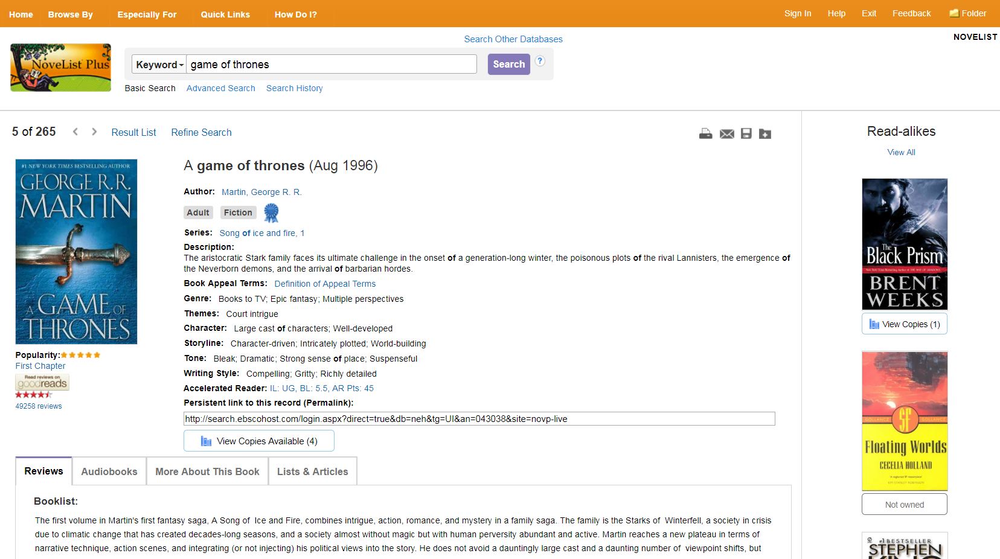 Home Browse By Especially For Quick Links How Do I? Sign In Help Exit Feedback Folder
Search Other Databases
NOVELIST
NoveList Plus
Keyword game of thrones Search ?
Basic Search Advanced Search Search History
5 of 265 Result List Refine Search
#1 NEW YORK TIMES BESTSELLING AUTHOR
GEORGE R.R.
MARTIN
A GAME OF
THRONES
Popularity:
First Chapter
Read reviews on
goodreads
49258 reviews
A game of thrones (Aug 1996)
Author: Martin, George R. R.
Adult Fiction
Series: Song of ice and fire, 1
Description:
The aristocratic Stark family faces its ultimate challenge in the onset of a generation-long winter, the poisonous plots of the rival Lannisters, the emergence of
the Neverborn demons, and the arrival of barbarian hordes.
Book Appeal Terms: Definition of Appeal Terms
Genre: Books to TV; Epic fantasy; Multiple perspectives
Themes: Court intrigue
Character: Large cast of characters; Well-developed
Storyline: Character-driven; Intricately plotted; World-building
Tone: Bleak; Dramatic; Strong sense of place; Suspenseful
Writing Style: Compelling; Gritty; Richly detailed
Accelerated Reader: IL: UG, BL: 5.5, AR Pts: 45
Persistent link to this record (Permalink):
http://search.ebscohost.com/login.aspx?direct=true&db=neh&tg=UI&an=043038&site=novp-live
View Copies Available (4)
Reviews Audiobooks More About This Book Lists & Articles
Booklist:
The first volume in Martin's first fantasy saga, A Song of Ice and Fire, combines intrigue, action, romance, and mystery in a family saga. The family is the Starks of Winterfell, a society in crisis
due to climatic change that has created decades-long seasons, and a society almost without magic but with human perversity abundant and active. Martin reaches a new plateau in terms of
narrative technique, action scenes, and integrating (or not injecting) his political views into the story. He does not avoid a dauntingly large cast and a daunting number of viewpoint shifts, but
Read-alikes
View All
The
Black Prism
New York Times Bestselling Author of THE WAY OF SHADOWS
BRENT
WEEKS
View Copies (1)
GOLLANCZ SF GOLLANCZ
Floating Worlds
CECELIA HOLLAND
KIM STANLEY ROBINSON
Not owned
#1 BESTSELLER
STEPHEN
KING